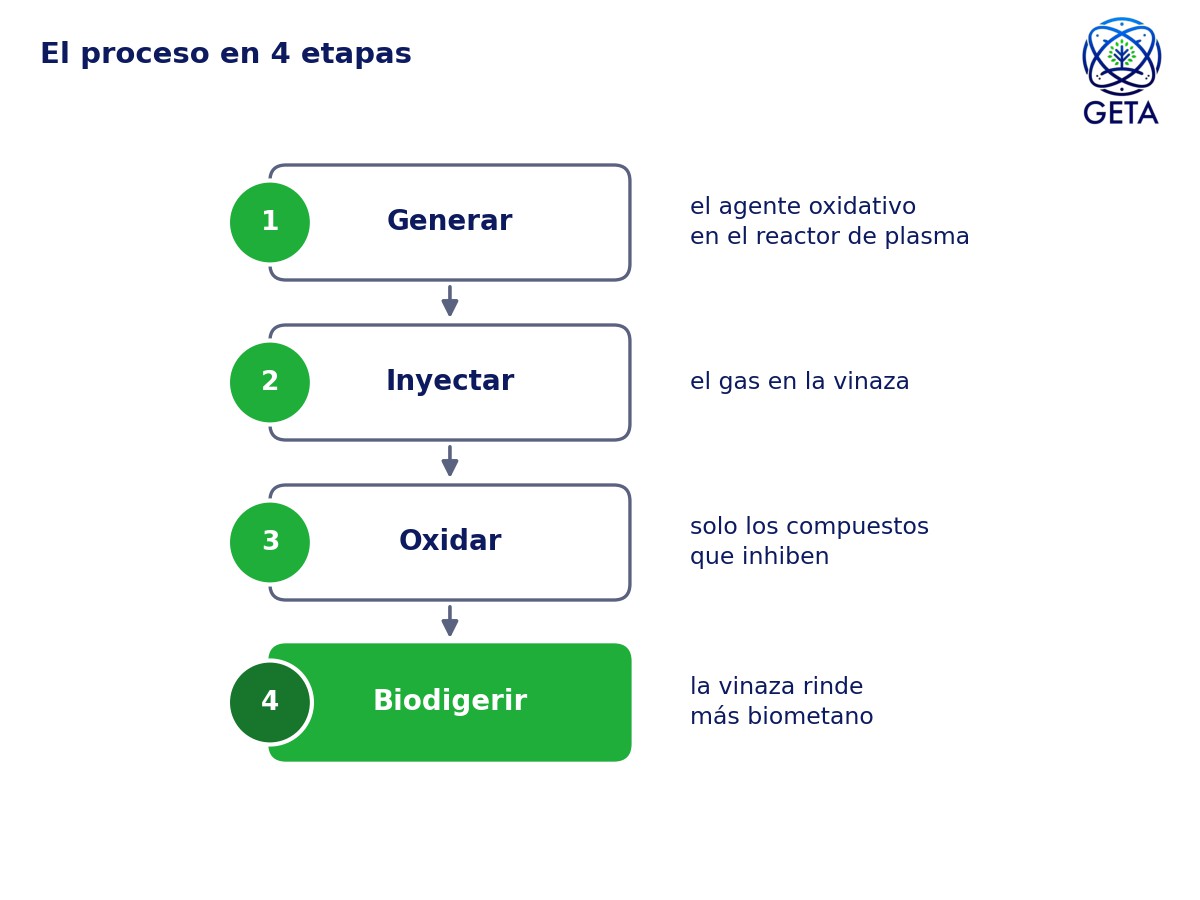 El proceso en 4 etapas
GETA
1
Generar
el agente oxidativo
en el reactor de plasma
2
Inyectar
el gas en la vinaza
3
Oxidar
solo los compuestos
que inhiben
4
Biodigerir
la vinaza rinde
más biometano